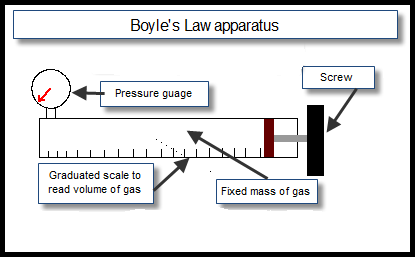 Boyle's Law apparatus
Screw
Pressure guage
Graduated scale to
read volume of gas
Fixed mass of gas